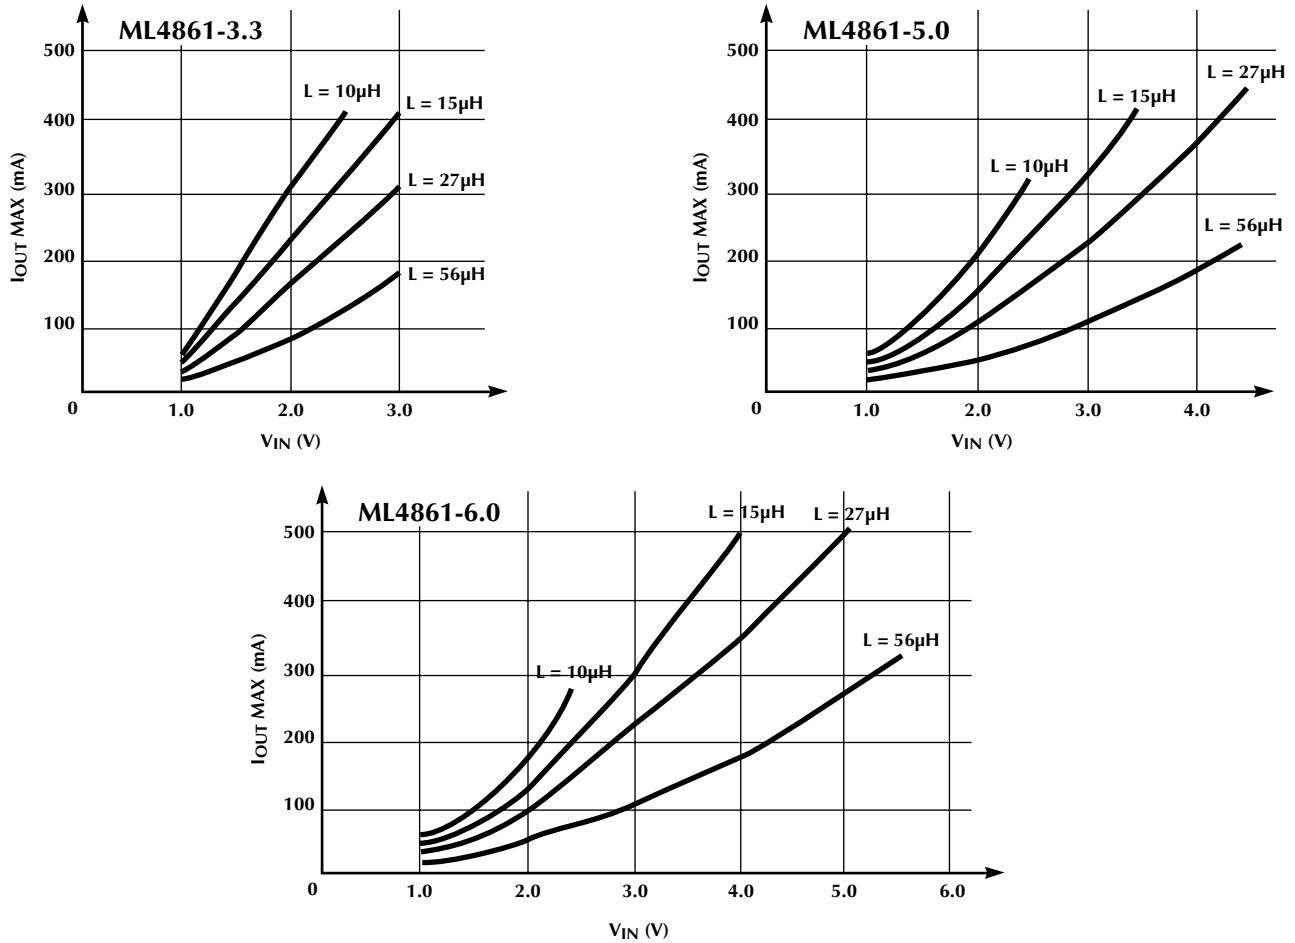 ML4861-3.3
500
400
300
200
100
0
1.0
2.0
3.0
IOUT MAX (mA)
VIN (V)
L = 10µH
L = 15µH
L = 27µH
L = 56µH
ML4861-5.0
500
400
300
200
100
0
1.0
2.0
3.0
4.0
IOUT MAX (mA)
VIN (V)
L = 27µH
L = 15µH
L = 10µH
L = 56µH
ML4861-6.0
500
400
300
200
100
0
1.0
2.0
3.0
4.0
5.0
6.0
IOUT MAX (mA)
VIN (V)
L = 15µH
L = 27µH
L = 56µH
L = 10µH